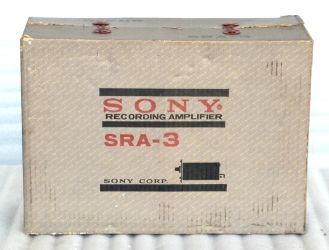 SONY®
RECORDING AMPLIFIER
SRA-3
SONY CORP.